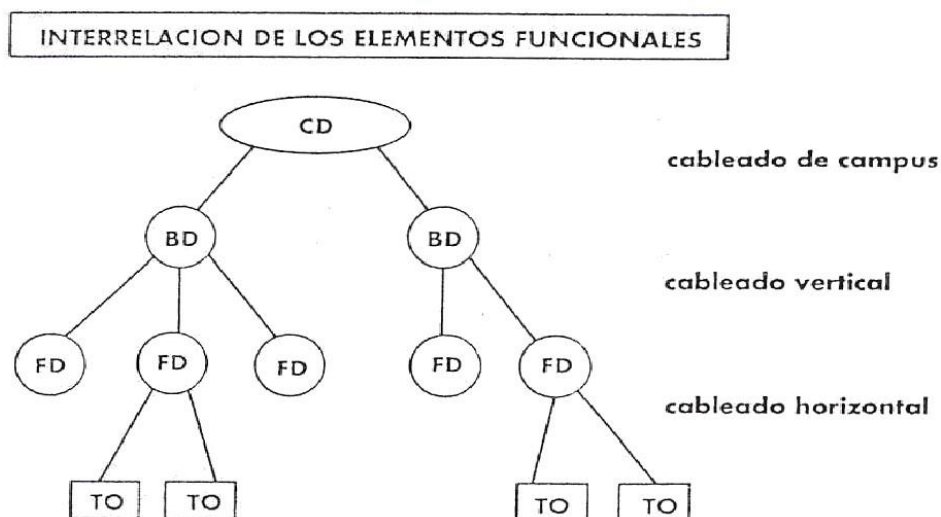 INTERRELACION DE LOS ELEMENTOS FUNCIONALES
CD
cableado de campus
BD BD
cableado vertical
FD FD FD FD FD
cableado horizontal
TO TO TO TO